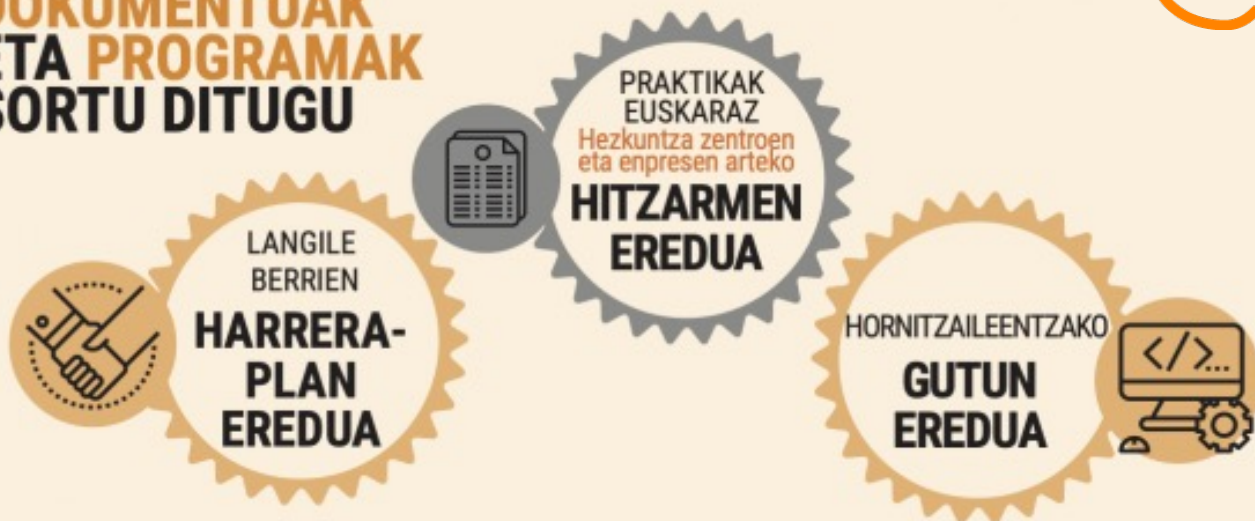 DOKUMENTUAK
ETA PROGRAMAK
SORTU DITUGU
PRAKTIKAK
EUSKARAZ
Hezkuntza zentroen
eta enpresen arteko
HITZARMEN
EREDUA
LANGILE
BERRIEN
HARRERA-
PLAN
EREDUA
HORNITZAILEENTZAKO
GUTUN
EREDUA